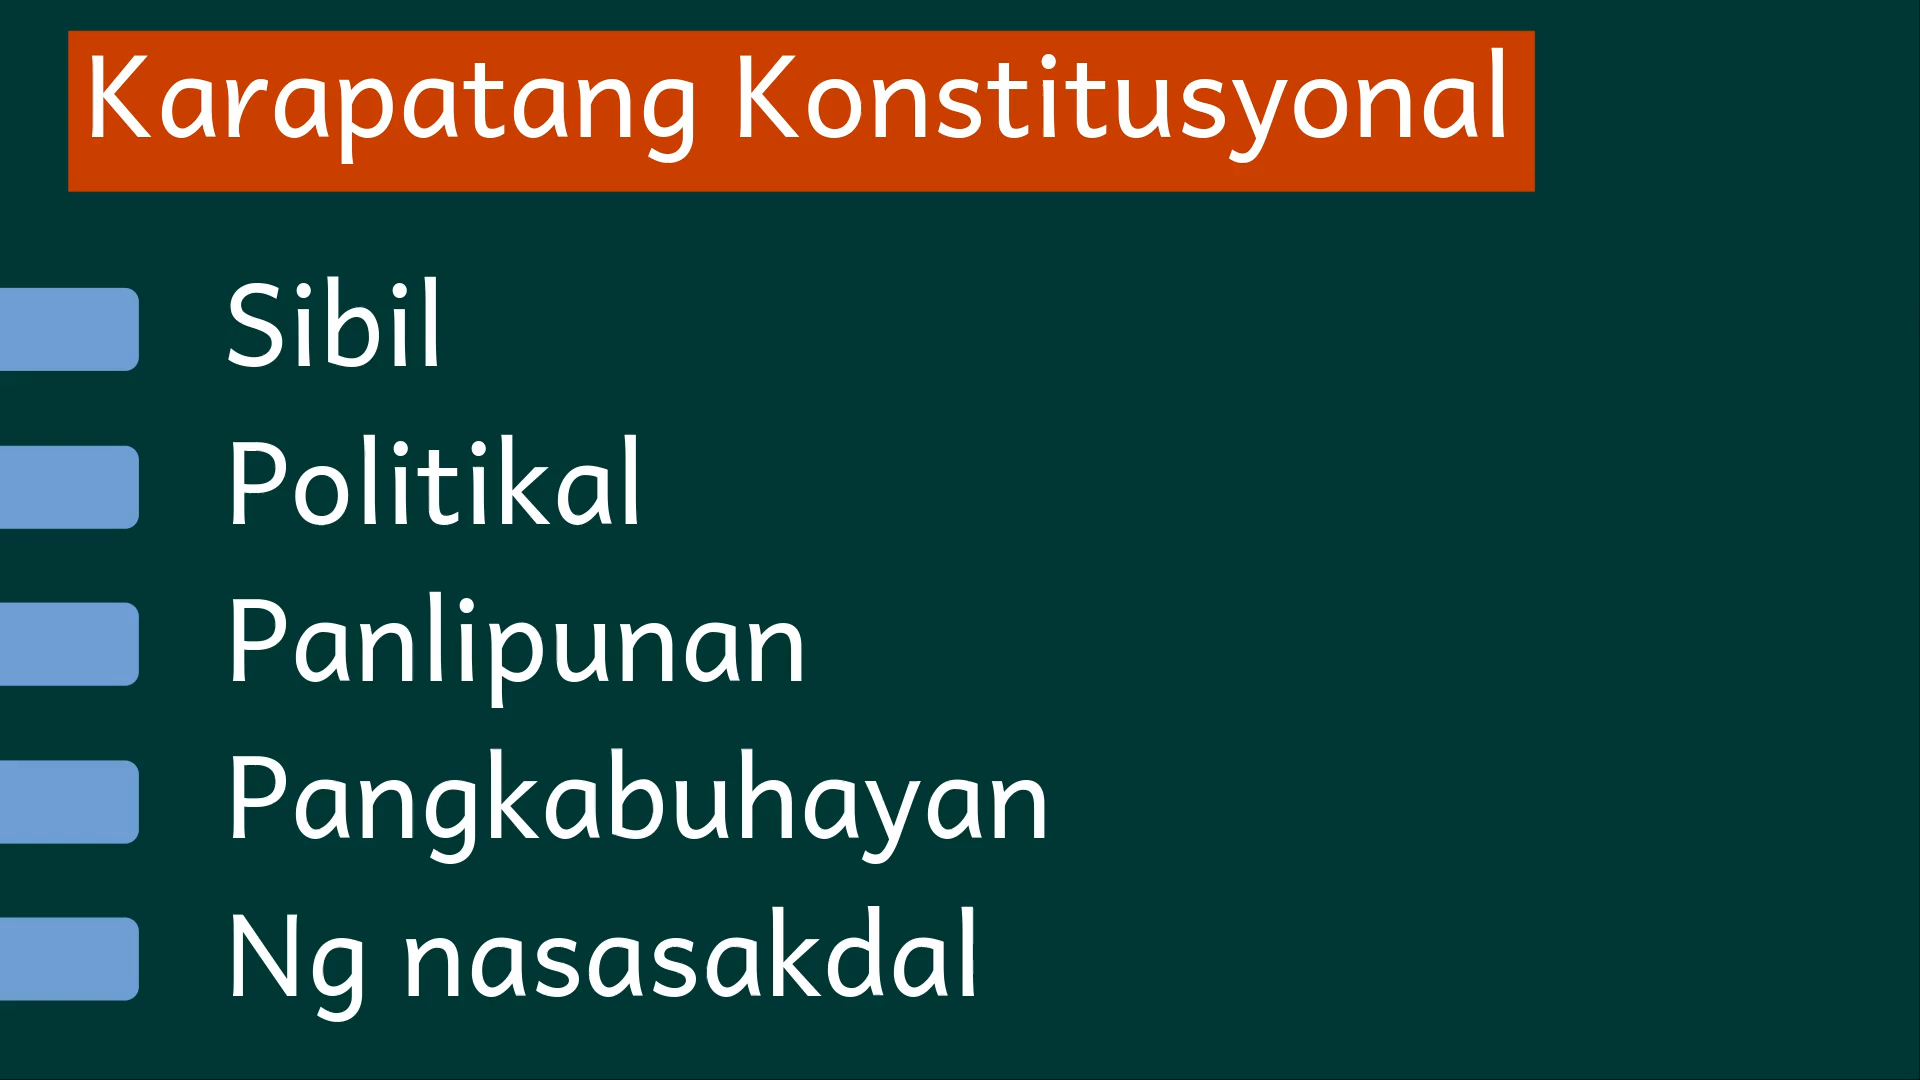 Karapatang Konstitusyonal
Sibil
Politikal
Panlipunan
Pangkabuhayan
Ng nasasakdal